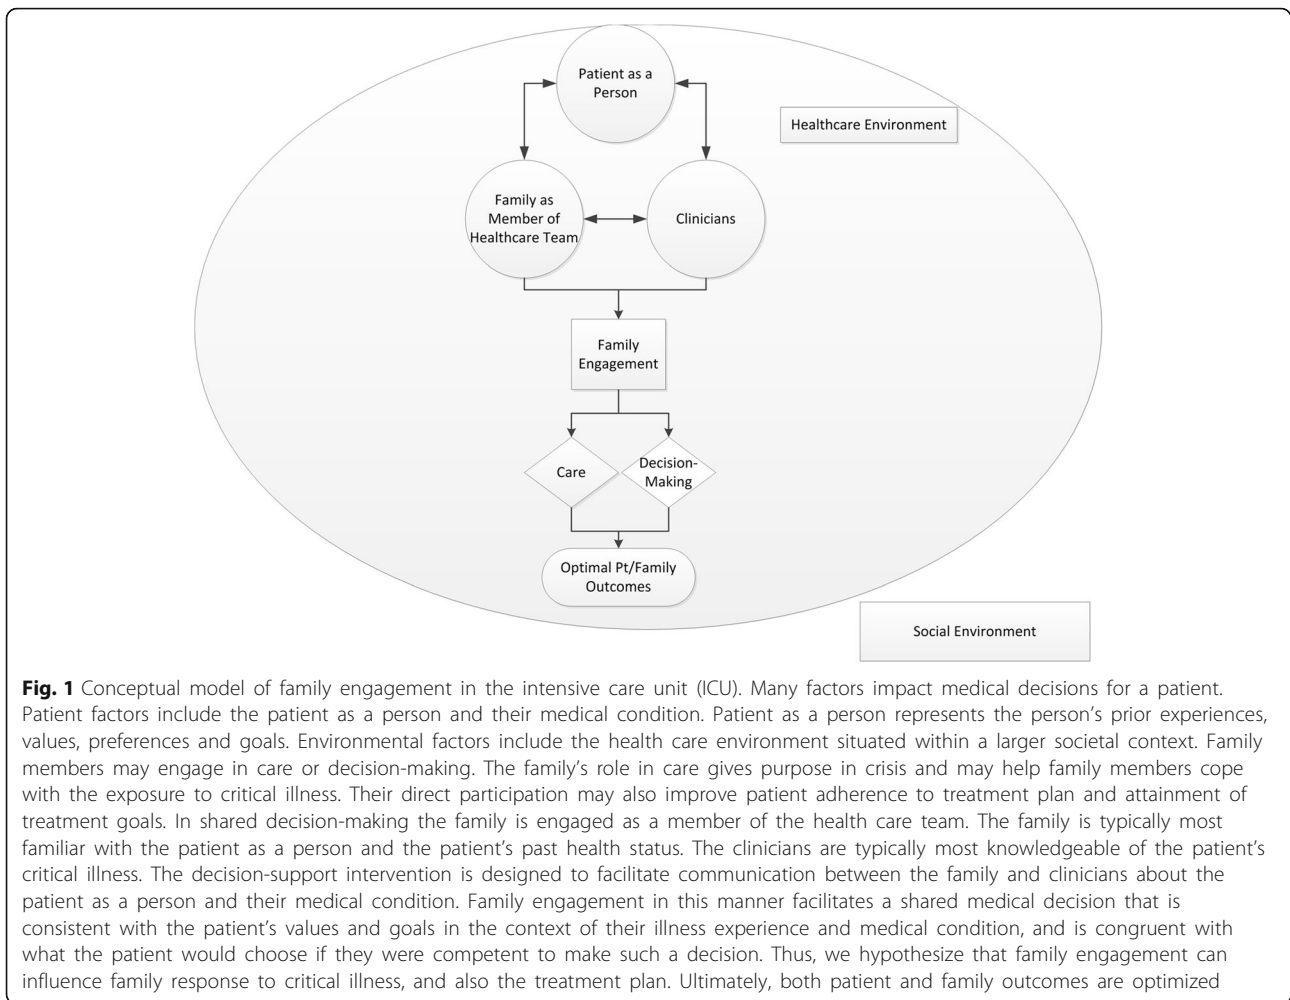 Patient as a
Person
Healthcare Environment
Family as
Member of
Healthcare Team
Clinicians
Family
Engagement
Care
Decision-
Making
Optimal Pt/Family
Outcomes
Social Environment
Fig. 1 Conceptual model of family engagement in the intensive care unit (ICU). Many factors impact medical decisions for a patient.
Patient factors include the patient as a person and their medical condition. Patient as a person represents the person's prior experiences,
values, preferences and goals. Environmental factors include the health care environment situated within a larger societal context. Family
members may engage in care or decision-making. The family's role in care gives purpose in crisis and may help family members cope
with the exposure to critical illness. Their direct participation may also improve patient adherence to treatment plan and attainment of
treatment goals. In shared decision-making the family is engaged as a member of the health care team. The family is typically most
familiar with the patient as a person and the patient's past health status. The clinicians are typically most knowledgeable of the patient's
critical illness. The decision-support intervention is designed to facilitate communication between the family and clinicians about the
patient as a person and their medical condition. Family engagement in this manner facilitates a shared medical decision that is
consistent with the patient's values and goals in the context of their illness experience and medical condition, and is congruent with
what the patient would choose if they were competent to make such a decision. Thus, we hypothesize that family engagement can
influence family response to critical illness, and also the treatment plan. Ultimately, both patient and family outcomes are optimized